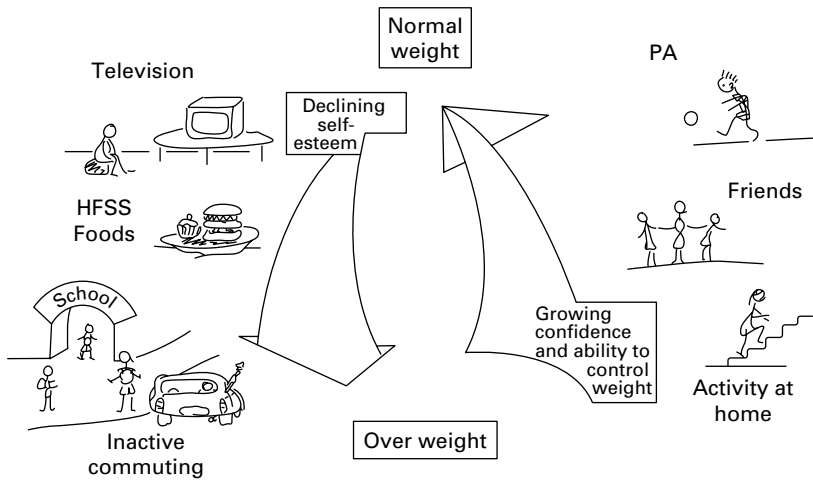 Normal
weight
Television
Declining
self-
esteem
PA
HFSS
Foods
Friends
School
Growing
confidence
and ability to
control
weight
Activity at
home
Inactive
commuting
Over weight